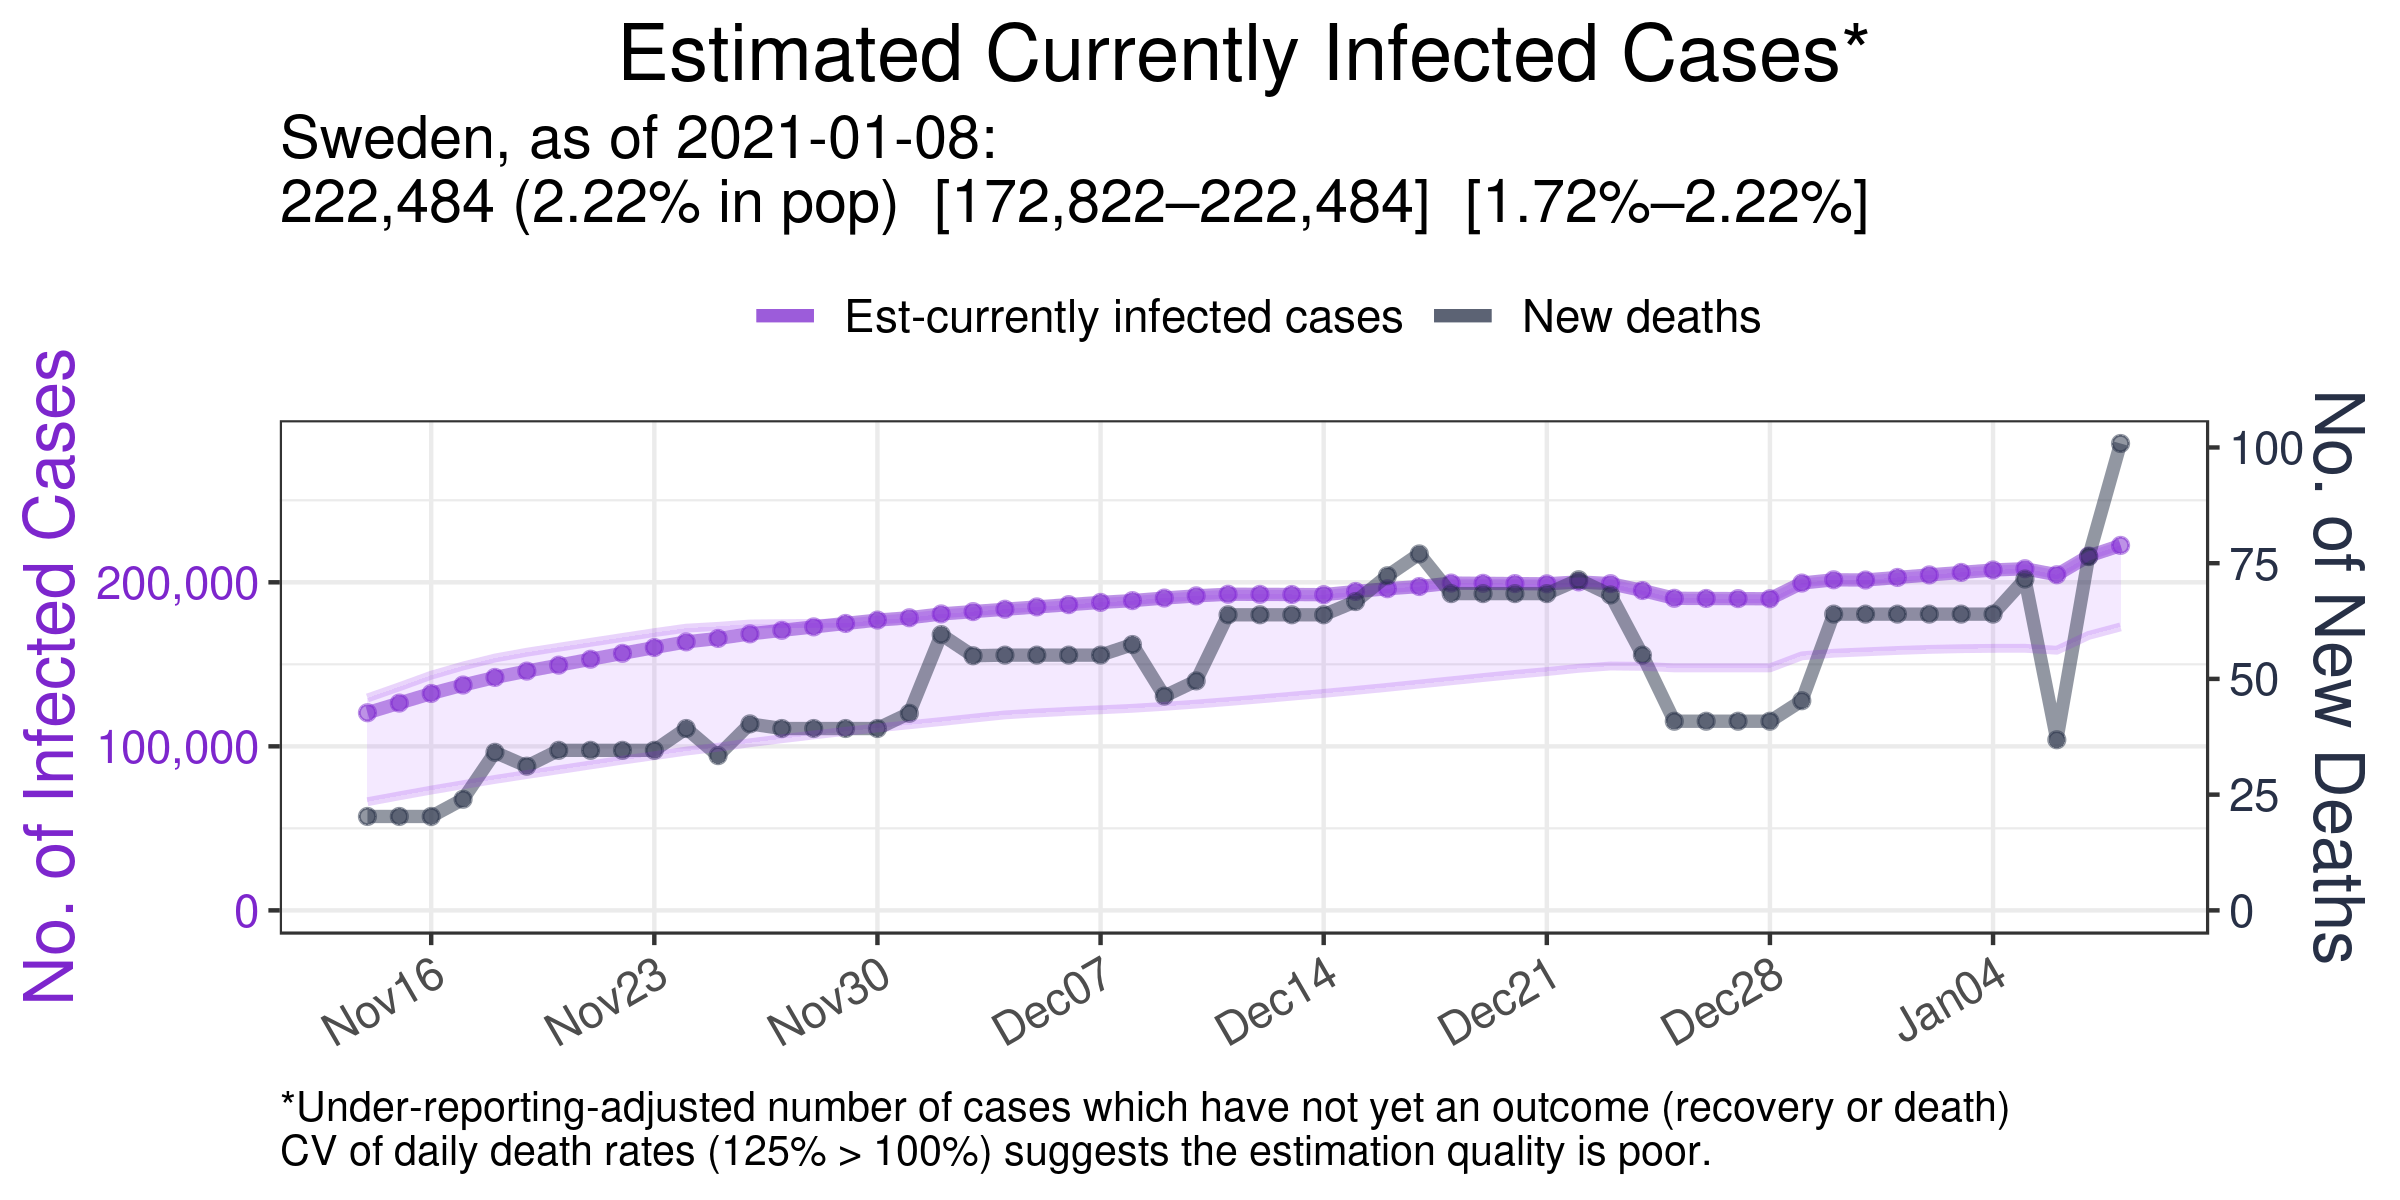 Estimated Currently Infected Cases*
Sweden, as of 2021-01-08:
222,484 (2.22% in pop)  [172,822–222,484]  [1.72%–2.22%]
Est-currently infected cases
New deaths
No. of Infected Cases
200,000
100,000
0
100
75
50
25
0
No. of New Deaths
Nov16
Nov23
Nov30
Dec07
Dec14
Dec21
Dec28
Jan04
*Under-reporting-adjusted number of cases which have not yet an outcome (recovery or death)
CV of daily death rates (125% > 100%) suggests the estimation quality is poor.